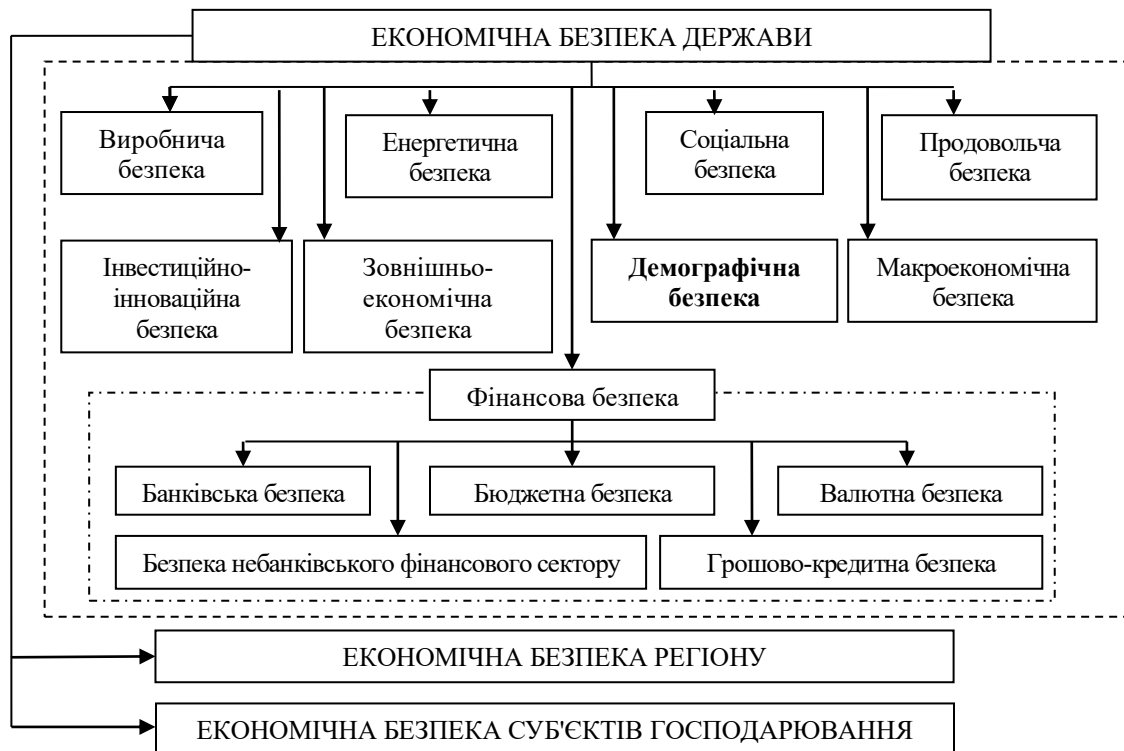 ЕКОНОМІЧНА БЕЗПЕКА ДЕРЖАВИ
Виробнича
безпека
Енергетична
безпека
Соціальна
безпека
Продовольча
безпека
Інвестиційно-
інноваційна
безпека
Зовнішньо-
економічна
безпека
Демографічна
безпека
Макроекономічна
безпека
Фінансова безпека
Банківська безпека
Бюджетна безпека
Валютна безпека
Безпека небанківського фінансового сектору
Грошово-кредитна безпека
ЕКОНОМІЧНА БЕЗПЕКА РЕГІОНУ
ЕКОНОМІЧНА БЕЗПЕКА СУБ'ЄКТІВ ГОСПОДАРЮВАННЯ